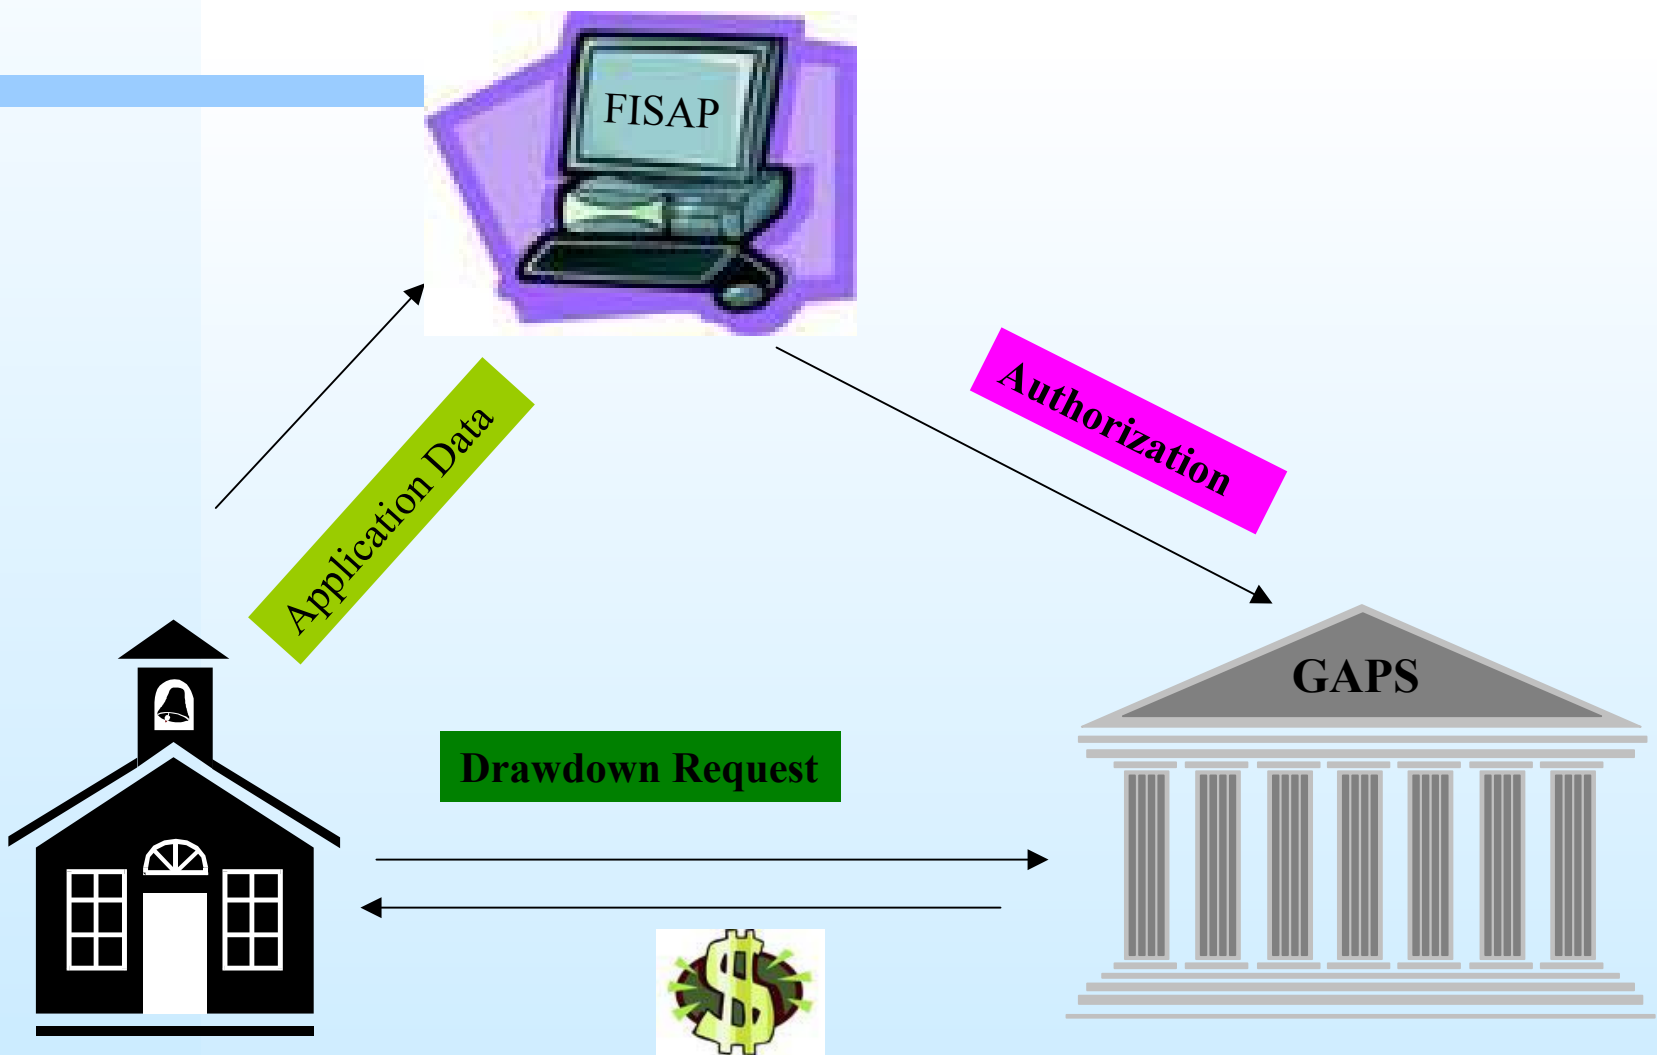 FISAP
Authorization
Application Data
GAPS
Drawdown Request
$